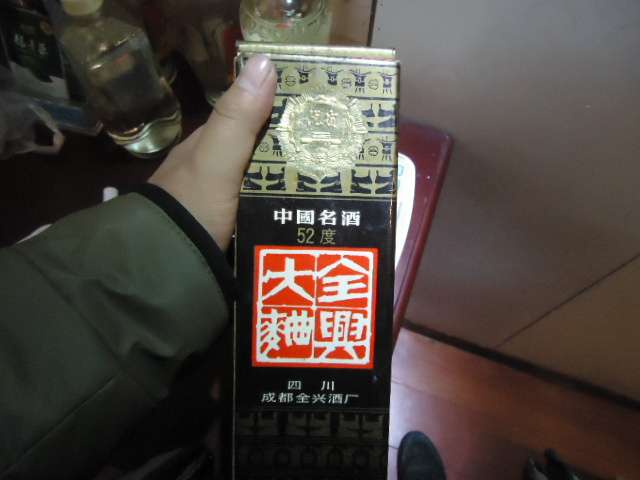 中國名酒
52度
全興
大麯
四川
成都全兴酒厂